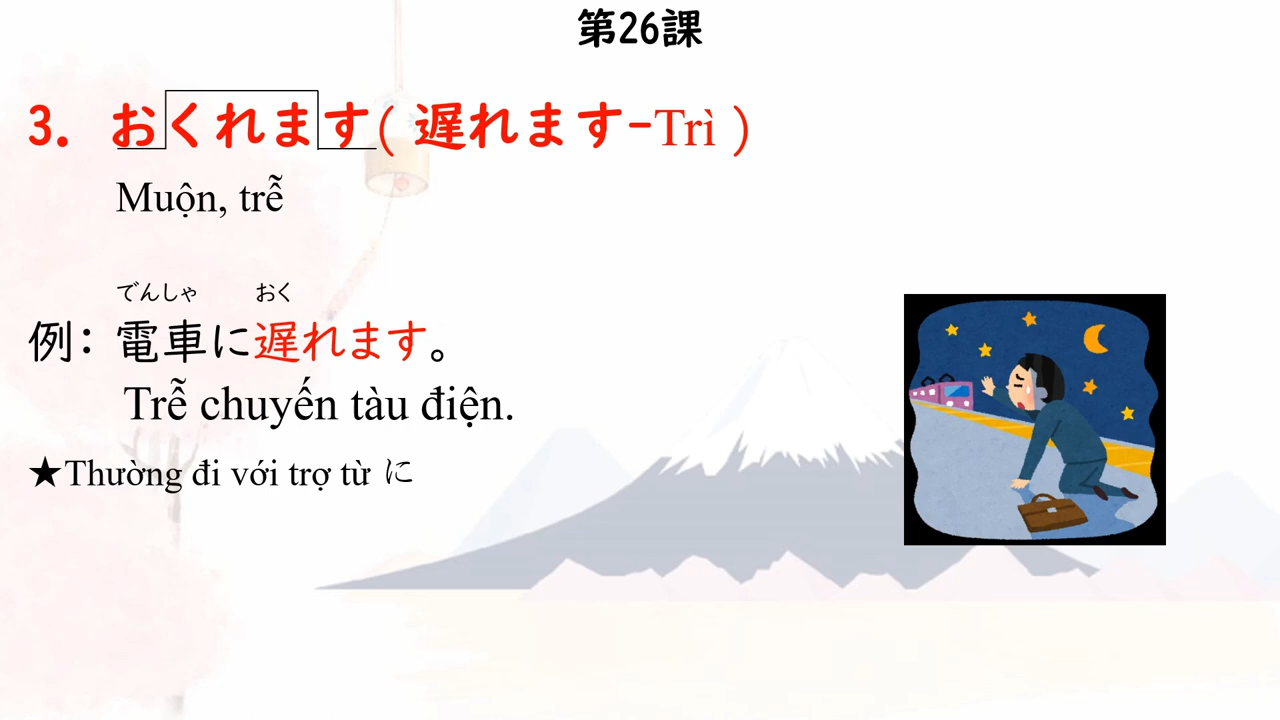 第26課
3. おくれます( 遅れます-Trì )
Muộn, trễ
でんしゃ おく
例: 電車に遅れます。
Trễ chuyến tàu điện.
★Thường đi với trợ từ に